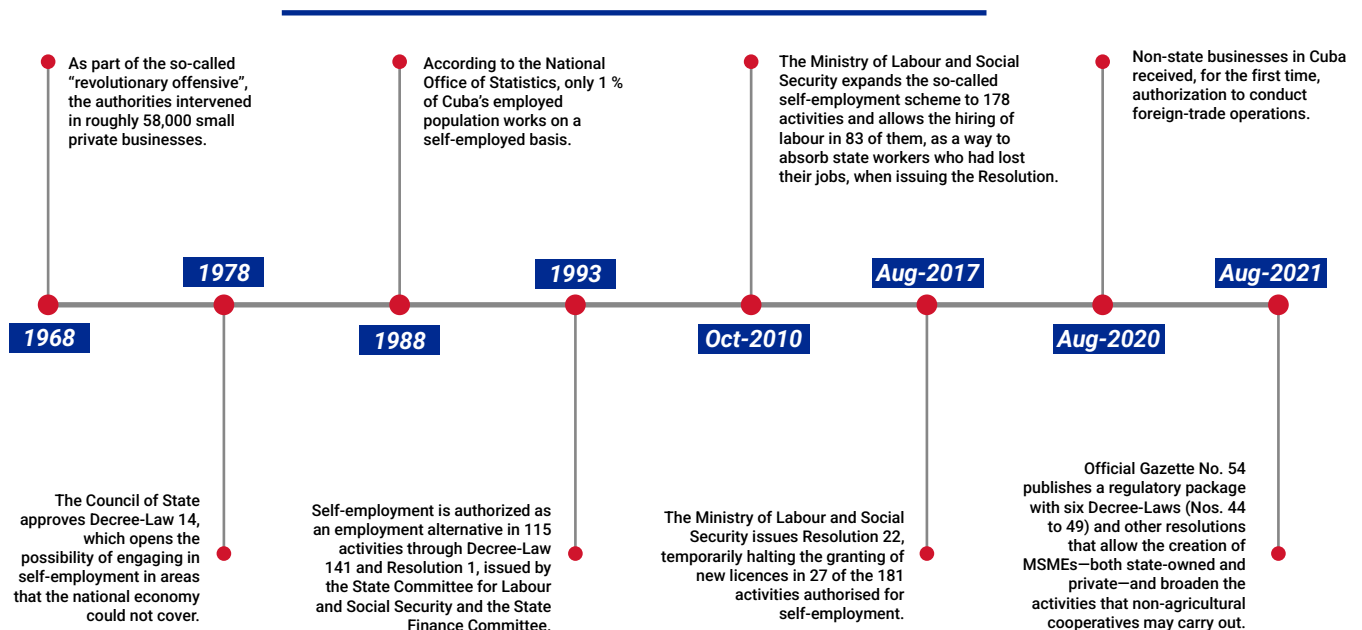 As part of the so-called
“revolutionary offensive”,
the authorities intervened
in roughly 58,000 small
private businesses.
According to the National
Office of Statistics, only 1 %
of Cuba’s employed
population works on a
self-employed basis.
The Ministry of Labour and Social
Security expands the so-called
self-employment scheme to 178
activities and allows the hiring of
labour in 83 of them, as a way to
absorb state workers who had lost
their jobs, when issuing the Resolution.
Non-state businesses in Cuba
received, for the first time,
authorization to conduct
foreign-trade operations.
1968
1978
1988
1993
Oct-2010
Aug-2017
Aug-2020
Aug-2021
The Council of State
approves Decree-Law 14,
which opens the
possibility of engaging in
self-employment in areas
that the national economy
could not cover.
Self-employment is authorized as
an employment alternative in 115
activities through Decree-Law
141 and Resolution 1, issued by
the State Committee for Labour
and Social Security and the State
Finance Committee.
The Ministry of Labour and Social
Security issues Resolution 22,
temporarily halting the granting of
new licences in 27 of the 181
activities authorised for
self-employment.
Official Gazette No. 54
publishes a regulatory package
with six Decree-Laws (Nos. 44
to 49) and other resolutions
that allow the creation of
MSMEs—both state-owned and
private—and broaden the
activities that non-agricultural
cooperatives may carry out.